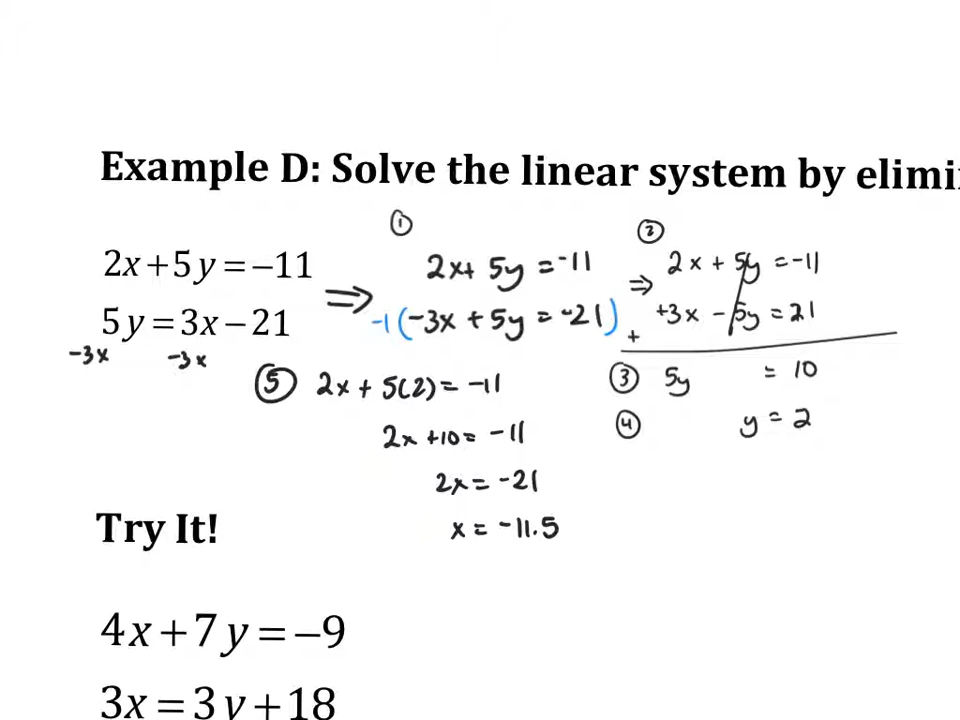 Example D: Solve the linear system by elimi
①
②
2x+5y=−11
⇒
2x+ 5y = -11
⇒
2x + 5y = -11
5y=3x−21
-1(-3x + 5y = -21)
+3x - 5y = 21
-3x
-3x
+
⑤ 2x + 5(2) = -11
③ 5y = 10
2x +10 = -11
④ y = 2
2x = -21
x = -11.5
Try It!
4x+7y=−9
3x=3y+18